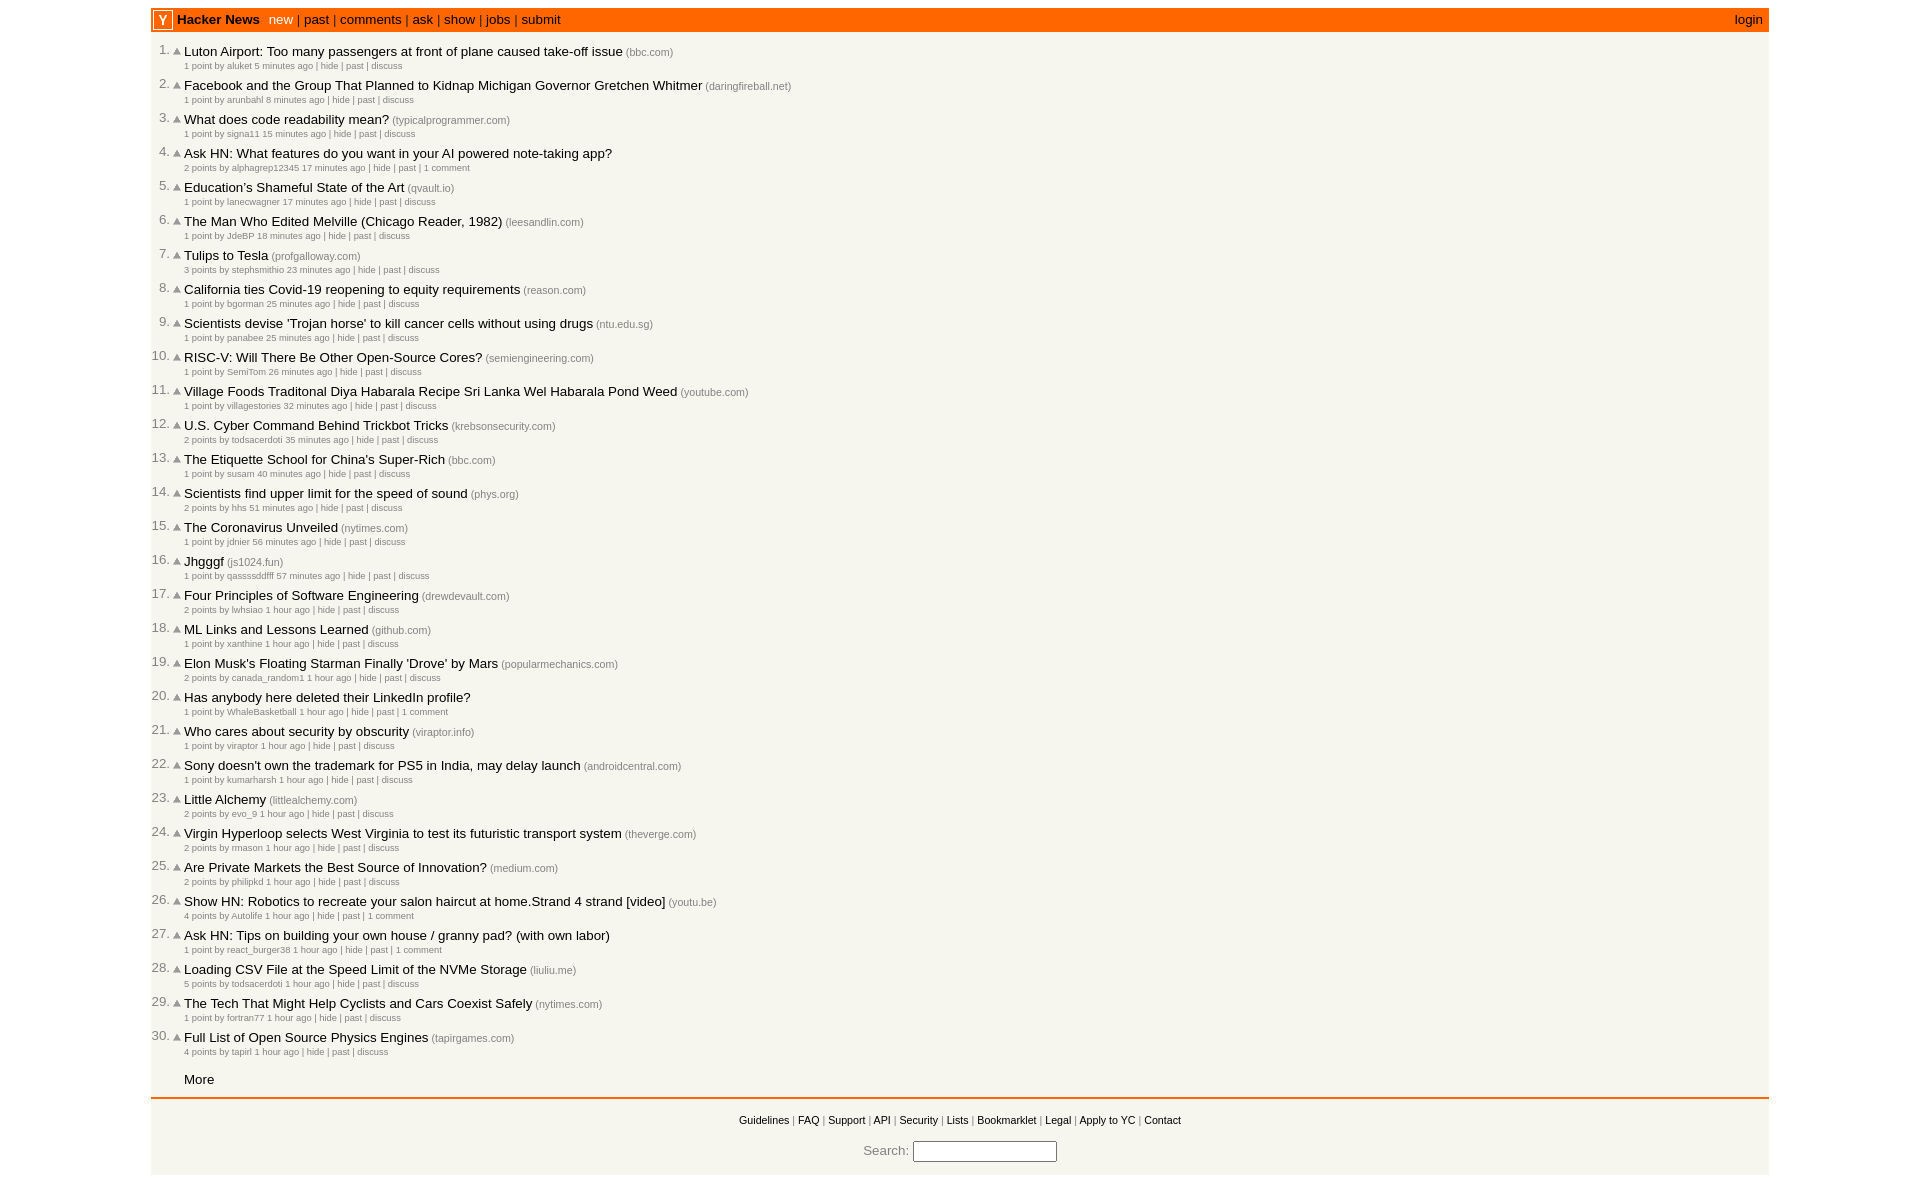 Y Hacker News new | past | comments | ask | show | jobs | submit login
1. Luton Airport: Too many passengers at front of plane caused take-off issue (bbc.com)
1 point by aluket 5 minutes ago | hide | past | discuss
2. Facebook and the Group That Planned to Kidnap Michigan Governor Gretchen Whitmer (daringfireball.net)
1 point by arunbahl 8 minutes ago | hide | past | discuss
3. What does code readability mean? (typicalprogrammer.com)
1 point by signa11 15 minutes ago | hide | past | discuss
4. Ask HN: What features do you want in your AI powered note-taking app?
2 points by alphagrep12345 17 minutes ago | hide | past | 1 comment
5. Education’s Shameful State of the Art (qvault.io)
1 point by lanecwagner 17 minutes ago | hide | past | discuss
6. The Man Who Edited Melville (Chicago Reader, 1982) (leesandlin.com)
1 point by JdeBP 18 minutes ago | hide | past | discuss
7. Tulips to Tesla (profgalloway.com)
3 points by stephsmithio 23 minutes ago | hide | past | discuss
8. California ties Covid-19 reopening to equity requirements (reason.com)
1 point by bgorman 25 minutes ago | hide | past | discuss
9. Scientists devise 'Trojan horse' to kill cancer cells without using drugs (ntu.edu.sg)
1 point by panabee 25 minutes ago | hide | past | discuss
10. RISC-V: Will There Be Other Open-Source Cores? (semiengineering.com)
1 point by SemiTom 26 minutes ago | hide | past | discuss
11. Village Foods Traditonal Diya Habarala Recipe Sri Lanka Wel Habarala Pond Weed (youtube.com)
1 point by villagestories 32 minutes ago | hide | past | discuss
12. U.S. Cyber Command Behind Trickbot Tricks (krebsonsecurity.com)
2 points by todsacerdoti 35 minutes ago | hide | past | discuss
13. The Etiquette School for China's Super-Rich (bbc.com)
1 point by susam 40 minutes ago | hide | past | discuss
14. Scientists find upper limit for the speed of sound (phys.org)
2 points by hhs 51 minutes ago | hide | past | discuss
15. The Coronavirus Unveiled (nytimes.com)
1 point by jdnier 56 minutes ago | hide | past | discuss
16. Jhgggf (js1024.fun)
1 point by qassssddfff 57 minutes ago | hide | past | discuss
17. Four Principles of Software Engineering (drewdevault.com)
2 points by lwhsiao 1 hour ago | hide | past | discuss
18. ML Links and Lessons Learned (github.com)
1 point by xanthine 1 hour ago | hide | past | discuss
19. Elon Musk's Floating Starman Finally 'Drove' by Mars (popularmechanics.com)
2 points by canada_random1 1 hour ago | hide | past | discuss
20. Has anybody here deleted their LinkedIn profile?
1 point by WhaleBasketball 1 hour ago | hide | past | 1 comment
21. Who cares about security by obscurity (viraptor.info)
1 point by viraptor 1 hour ago | hide | past | discuss
22. Sony doesn't own the trademark for PS5 in India, may delay launch (androidcentral.com)
1 point by kumarharsh 1 hour ago | hide | past | discuss
23. Little Alchemy (littlealchemy.com)
2 points by evo_9 1 hour ago | hide | past | discuss
24. Virgin Hyperloop selects West Virginia to test its futuristic transport system (theverge.com)
2 points by rmason 1 hour ago | hide | past | discuss
25. Are Private Markets the Best Source of Innovation? (medium.com)
2 points by philipkd 1 hour ago | hide | past | discuss
26. Show HN: Robotics to recreate your salon haircut at home.Strand 4 strand [video] (youtu.be)
4 points by Autolife 1 hour ago | hide | past | 1 comment
27. Ask HN: Tips on building your own house / granny pad? (with own labor)
1 point by react_burger38 1 hour ago | hide | past | 1 comment
28. Loading CSV File at the Speed Limit of the NVMe Storage (liuliu.me)
5 points by todsacerdoti 1 hour ago | hide | past | discuss
29. The Tech That Might Help Cyclists and Cars Coexist Safely (nytimes.com)
1 point by fortran77 1 hour ago | hide | past | discuss
30. Full List of Open Source Physics Engines (tapirgames.com)
4 points by tapirl 1 hour ago | hide | past | discuss
More
Guidelines | FAQ | Support | API | Security | Lists | Bookmarklet | Legal | Apply to YC | Contact
Search: